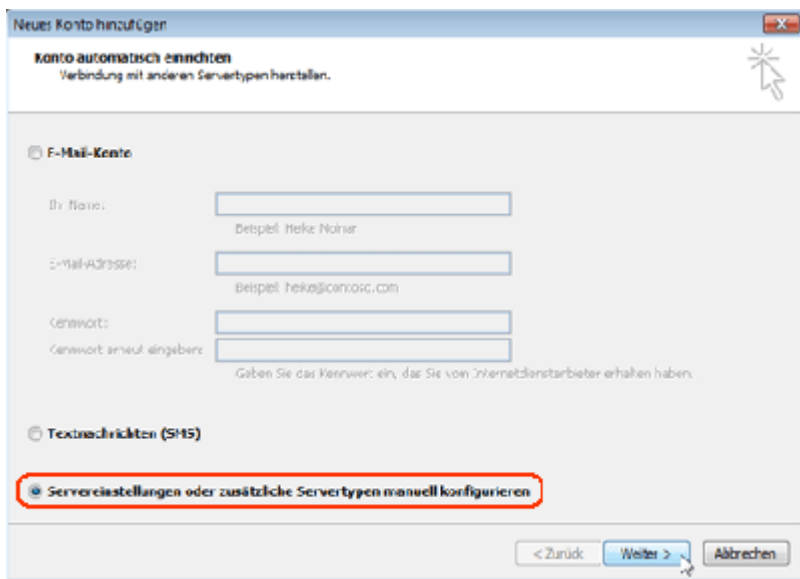 Neues Konto hinzufügen
Konto automatisch einrichten
Verbindung mit anderen Servertypen herstellen.
E-Mail-Konto
Ihr Name:
Beispiel: Heike Molnar
E-Mail-Adresse:
Beispiel: heike@contoso.com
Kennwort:
Kennwort erneut eingeben:
Geben Sie das Kennwort ein, das Sie vom Internetdienstanbieter erhalten haben.
Textnachrichten (SMS)
Servereinstellungen oder zusätzliche Servertypen manuell konfigurieren
< Zurück Weiter > Abbrechen